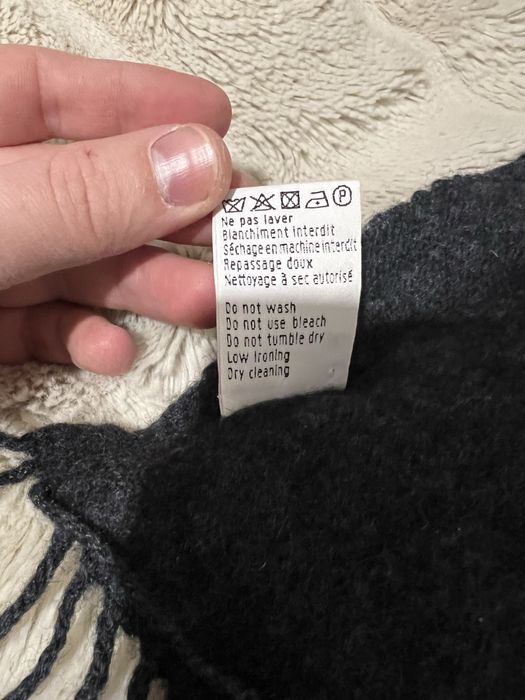 P
Ne pas laver
Blanchiment interdit
Séchage en machine interdit
Repassage doux
Nettoyage à sec autorisé
Do not wash
Do not use bleach
Do not tumble dry
Low ironing
Dry cleaning